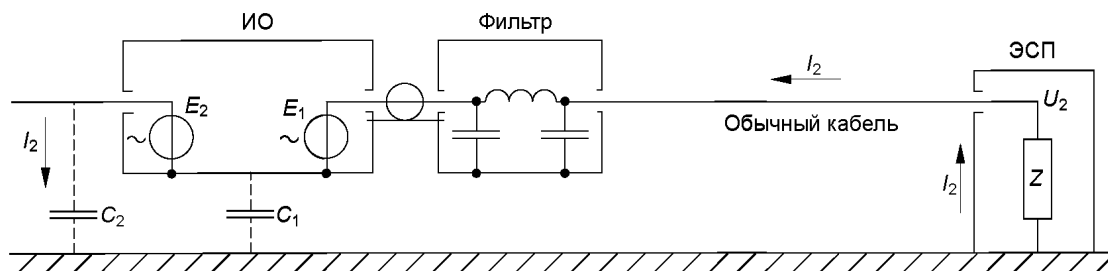 ИО
Фильтр
ЭСП
I2
E2
E1
U2
Обычный кабель
I2
I2
Z
C2
C1